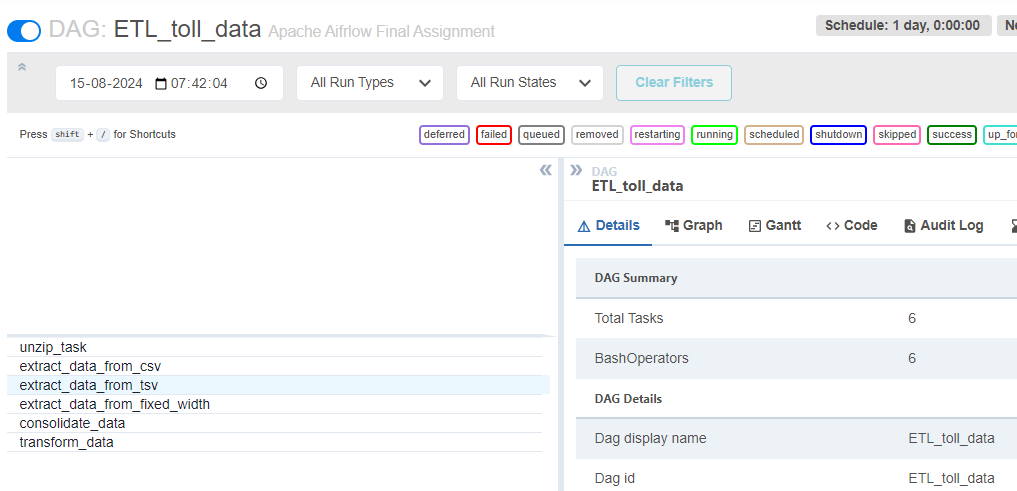 DAG: ETL_toll_data Apache Aifrlow Final Assignment
Schedule: 1 day, 0:00:00
15-08-2024 07:42:04
All Run Types
All Run States
Clear Filters
Press shift + / for Shortcuts
deferred failed queued removed restarting running scheduled shutdown skipped success
DAG
ETL_toll_data
Details Graph Gantt <> Code Audit Log
unzip_task
extract_data_from_csv
extract_data_from_tsv
extract_data_from_fixed_width
consolidate_data
transform_data
DAG Summary
Total Tasks 6
BashOperators 6
DAG Details
Dag display name ETL_toll_data
Dag id ETL_toll_data